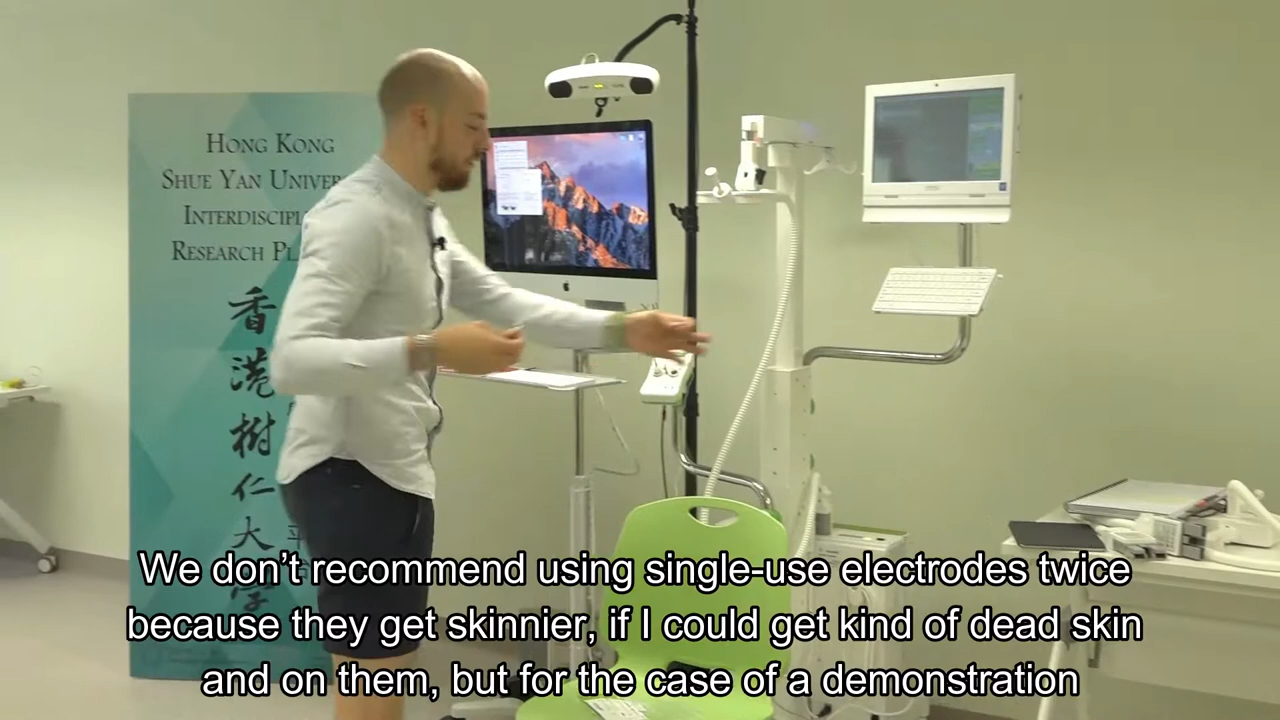 HONG KONG
SHUE YAN UNIVER
INTERDISCIPLI
RESEARCH PL
香
港
樹
仁
大
學
We don’t recommend using single-use electrodes twice
because they get skinnier, if I could get kind of dead skin
and on them, but for the case of a demonstration